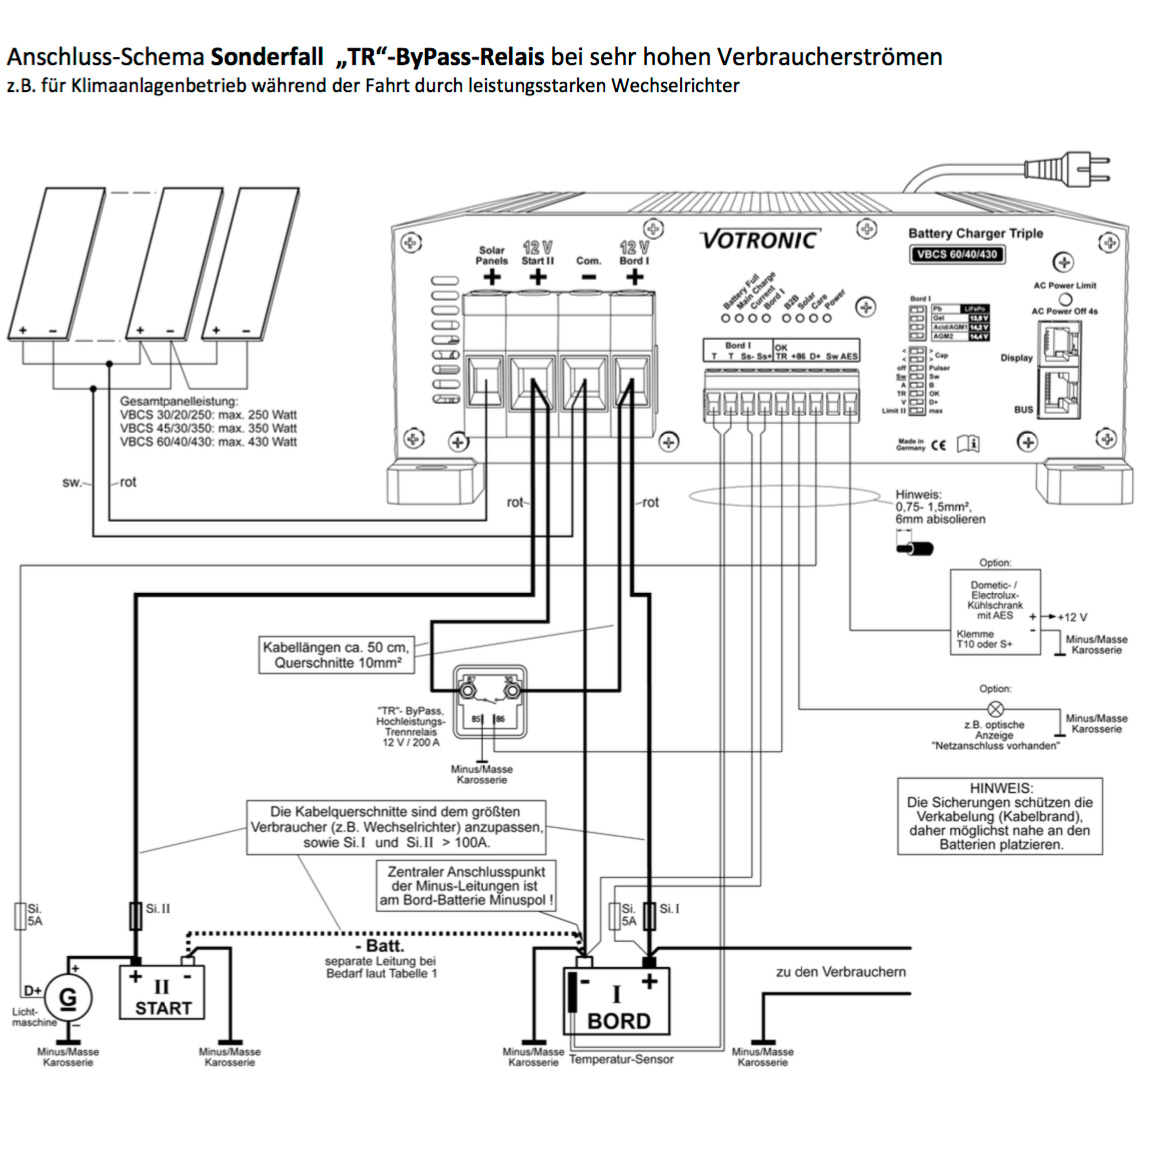 Anschluss-Schema Sonderfall „TR“-ByPass-Relais bei sehr hohen Verbraucherströmen
z.B. für Klimaanlagenbetrieb während der Fahrt durch leistungsstarken Wechselrichter
+ - + - + -
Gesamtpanelleistung:
VBCS 30/20/250: max. 250 Watt
VBCS 45/30/350: max. 350 Watt
VBCS 60/40/430: max. 430 Watt
sw. rot
Solar Panels +
12 V Start II +
Com. -
12 V Bord I +
VOTRONIC
Battery Charger Triple
VBCS 60/40/430
Battery Full
Main Charge
Current
Bord I
B2B
Solar
Care
Power
AC Power Limit
AC Power Off 4s
Display
BUS
Bord I
Pb LiFePo
Gel 13,9 V
Acid/AGM1 14,2 V
AGM2 14,4 V
< >
Cap
< >
off Pulser
Sw Sw
A B
TR OK
V D+
Limit II max
Made in
Germany CE i
Bord I OK
T T Ss- Ss+ TR +86 D+ Sw AES
rot rot
Hinweis:
0,75- 1,5mm²,
6mm abisolieren
Option:
Dometic- /
Electrolux-
Kühlschrank
mit AES
+ +12 V
-
Klemme
T10 oder S+
Minus/Masse
Karosserie
Option:
z.B. optische
Anzeige
"Netzanschluss vorhanden"
Minus/Masse
Karosserie
Kabellängen ca. 50 cm,
Querschnitte 10mm²
87 30
85 86
"TR"- ByPass,
Hochleistungs-
Trennrelais
12 V / 200 A
Minus/Masse
Karosserie
HINWEIS:
Die Sicherungen schützen die
Verkabelung (Kabelbrand),
daher möglichst nahe an den
Batterien platzieren.
Die Kabelquerschnitte sind dem größten
Verbraucher (z.B. Wechselrichter) anzupassen,
sowie Si.I und Si.II > 100A.
Zentraler Anschlusspunkt
der Minus-Leitungen ist
am Bord-Batterie Minuspol !
Si.
5A
Si.II
Si.
5A
Si.I
- Batt.
separate Leitung bei
Bedarf laut Tabelle 1
D+
+
G
-
Licht-
maschine
+ -
II
START
- +
I
BORD
zu den Verbrauchern
Minus/Masse
Karosserie
Minus/Masse
Karosserie
Minus/Masse
Karosserie
Temperatur-Sensor
Minus/Masse
Karosserie